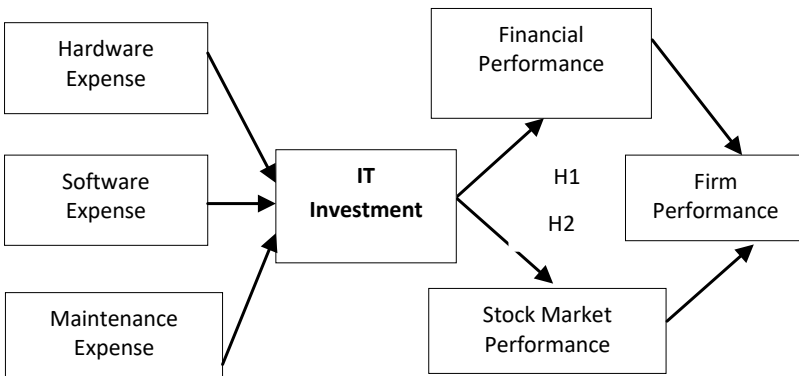 Hardware
Expense
Software
Expense
Maintenance
Expense
IT
Investment
Financial
Performance
H1
H2
Stock Market
Performance
Firm
Performance